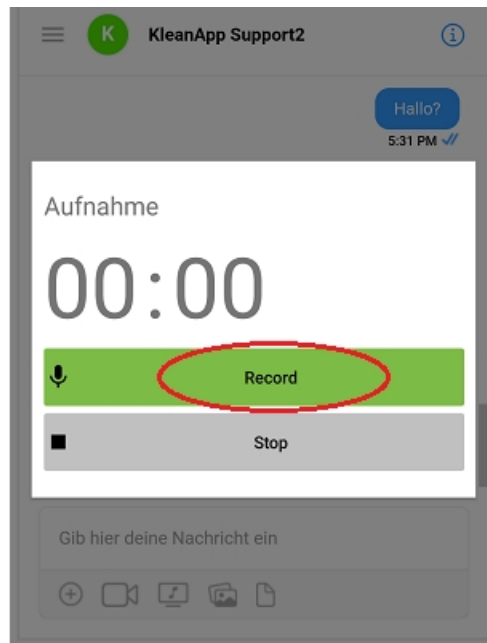 K KleanApp Support2
Hallo?
5:31 PM
Aufnahme
00:00
Record
Stop
Gib hier deine Nachricht ein